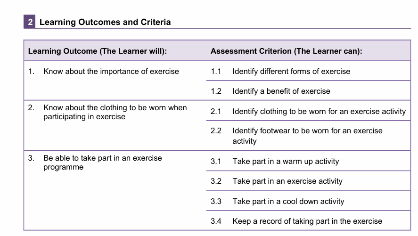 2 Learning Outcomes and Criteria
Learning Outcome (The Learner will): Assessment Criterion (The Learner can):
1. Know about the importance of exercise 1.1 Identify different forms of exercise
1.2 Identify a benefit of exercise
2. Know about the clothing to be worn when
participating in exercise
2.1 Identify clothing to be worn for an exercise activity
2.2 Identify footwear to be worn for an exercise
activity
3. Be able to take part in an exercise
programme
3.1 Take part in a warm up activity
3.2 Take part in an exercise activity
3.3 Take part in a cool down activity
3.4 Keep a record of taking part in the exercise